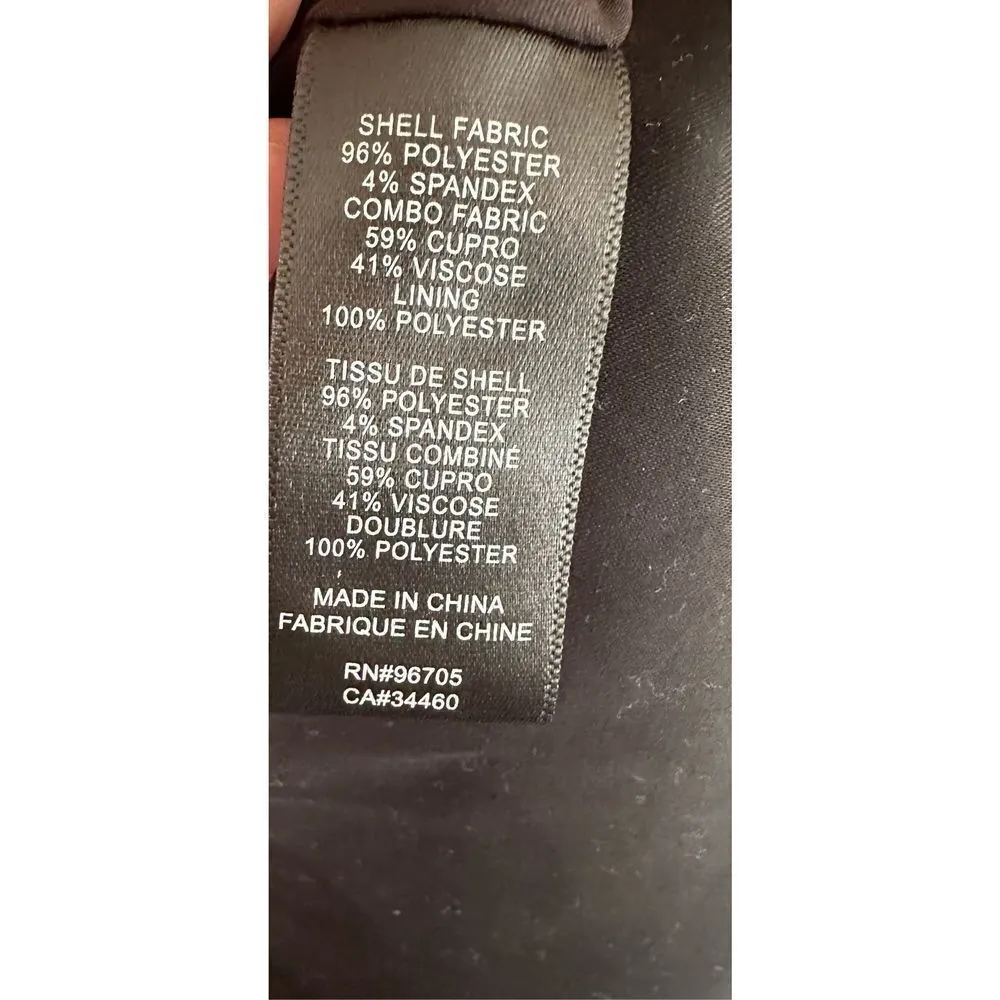 SHELL FABRIC
96% POLYESTER
4% SPANDEX
COMBO FABRIC
59% CUPRO
41% VISCOSE
LINING
100% POLYESTER
TISSU DE SHELL
96% POLYESTER
4% SPANDEX
TISSU COMBINÉ
59% CUPRO
41% VISCOSE
DOUBLURE
100% POLYESTER
MADE IN CHINA
FABRIQUE EN CHINE
RN#96705
CA#34460